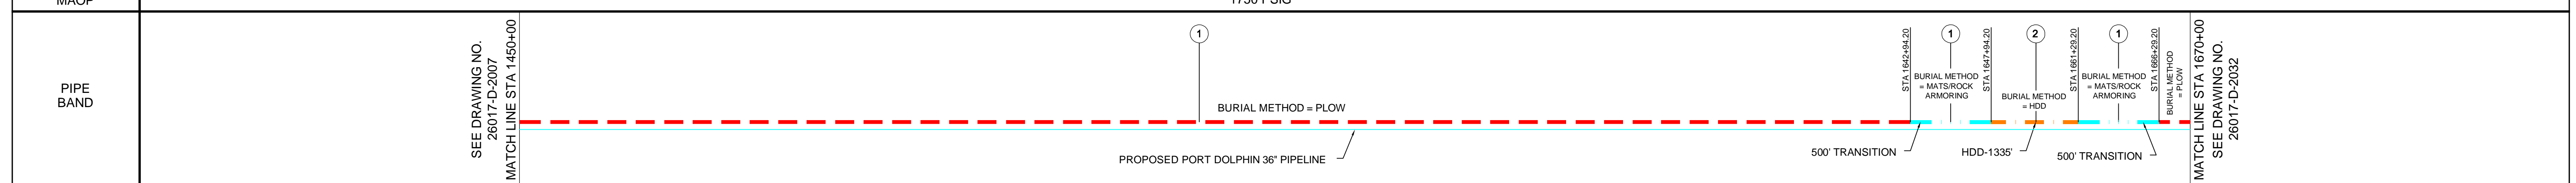 MAOP
1750 PSIG
PIPE
BAND
SEE DRAWING NO.
26017-D-2007
MATCH LINE STA 1450+00
1
BURIAL METHOD = PLOW
PROPOSED PORT DOLPHIN 36" PIPELINE
STA 1642+94.20
1
BURIAL METHOD
= MATS/ROCK
ARMORING
500' TRANSITION
STA 1647+94.20
2
BURIAL METHOD
= HDD
HDD-1335'
STA 1661+29.20
1
BURIAL METHOD
= MATS/ROCK
ARMORING
500' TRANSITION
STA 1666+29.20
BURIAL METHOD
= PLOW
MATCH LINE STA 1670+00
SEE DRAWING NO.
26017-D-2032